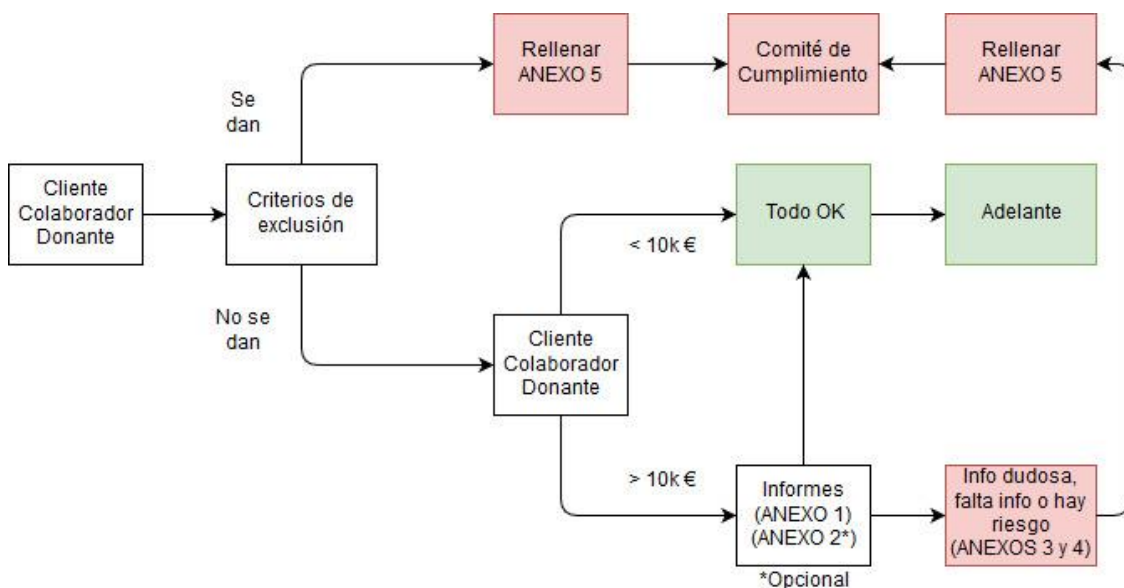 Rellenar
ANEXO 5
Comité de
Cumplimiento
Rellenar
ANEXO 5
Se
dan
Cliente
Colaborador
Donante
Criterios de
exclusión
Todo OK
Adelante
< 10k €
No se
dan
Cliente
Colaborador
Donante
> 10k €
Informes
(ANEXO 1)
(ANEXO 2*)
*Opcional
Info dudosa,
falta info o hay
riesgo
(ANEXOS 3 y 4)